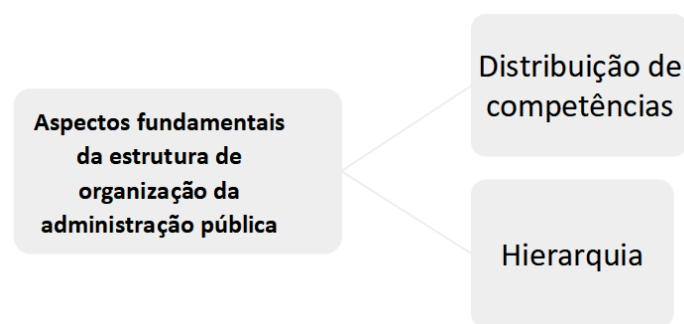 Aspectos fundamentais
da estrutura de
organização da
administração pública
Distribuição de
competências
Hierarquia